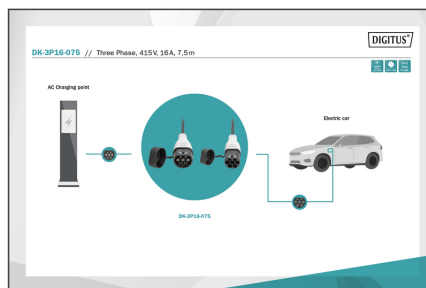 DIGITUS®
DK-3P16-075 // Three Phase, 415V, 16A, 7,5m
AC Charging point
Electric car
DK-3P16-075